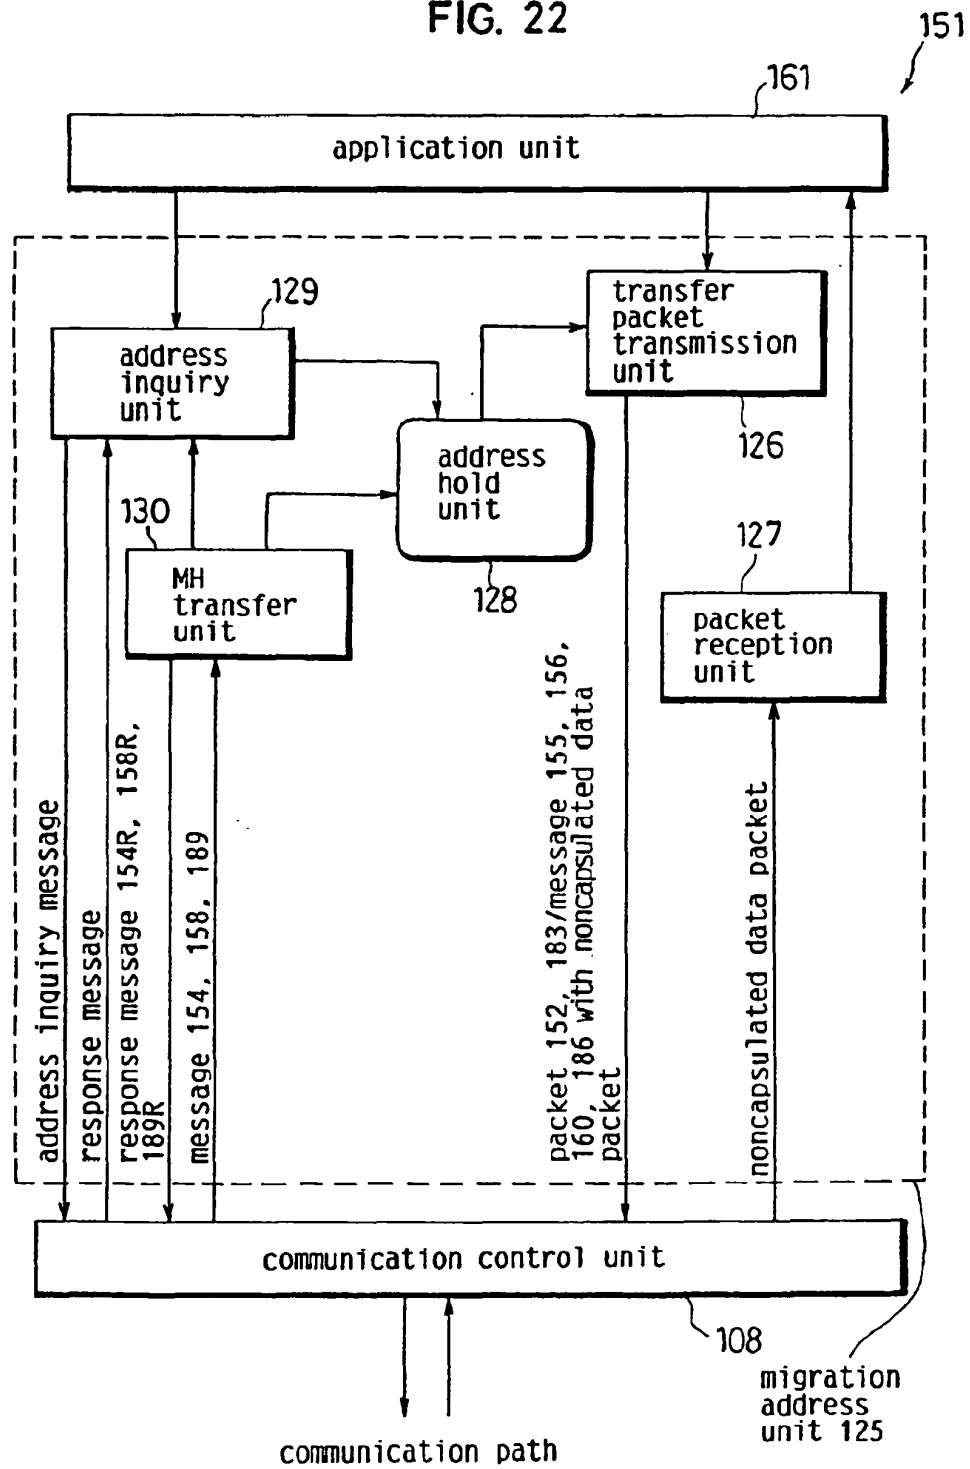 FIG. 22
151
161
application unit
129
address
inquiry
unit
transfer
packet
transmission
unit
126
address
hold
unit
128
130
MH
transfer
unit
127
packet
reception
unit
address inquiry message
response message
response message 154R, 158R,
189R
message 154, 158, 189
packet 152, 183/message 155, 156,
160, 186 with noncapsulated data
packet
noncapsulated data packet
communication control unit
108
migration
address
unit 125
communication path